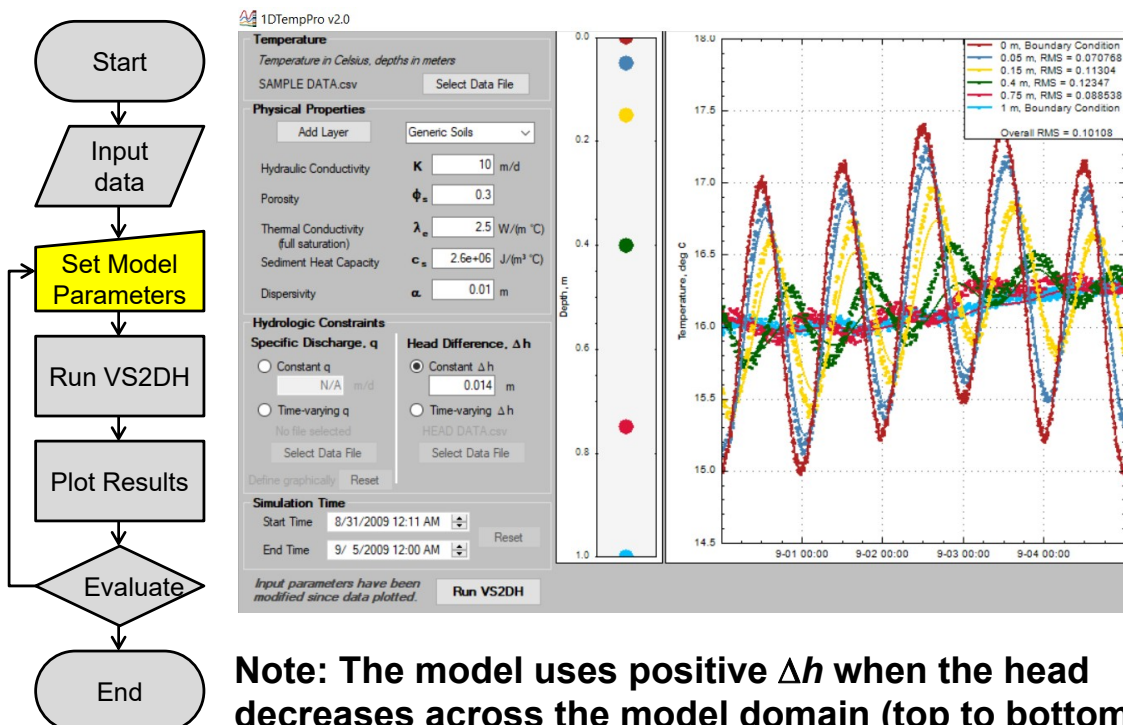 Start
Input
data
Set Model
Parameters
Run VS2DH
Plot Results
Evaluate
End
1DTempPro v2.0
Temperature
Temperature in Celsius, depths in meters
SAMPLE DATA.csv Select Data File
Physical Properties
Add Layer Generic Soils
Hydraulic Conductivity K 10 m/d
Porosity ϕs 0.3
Thermal Conductivity λe 2.5 W/(m °C)
(full saturation)
Sediment Heat Capacity cs 2.6e+06 J/(m³ °C)
Dispersivity α 0.01 m
Hydrologic Constraints
Specific Discharge, q Head Difference, Δh
Constant q Constant Δh
N/A m/d 0.014 m
Time-varying q Time-varying Δh
No file selected HEAD DATA.csv
Select Data File Select Data File
Define graphically Reset
Simulation Time
Start Time 8/31/2009 12:11 AM
Reset
End Time 9/ 5/2009 12:00 AM
Input parameters have been
modified since data plotted.
Run VS2DH
0.0
0.2
0.4
0.6
0.8
1.0
Depth, m
18.0
17.5
17.0
16.5
16.0
15.5
15.0
14.5
Temperature, deg C
9-01 00:00 9-02 00:00 9-03 00:00 9-04 00:00
0 m, Boundary Condition
0.05 m, RMS = 0.070768
0.15 m, RMS = 0.11304
0.4 m, RMS = 0.12347
0.75 m, RMS = 0.088538
1 m, Boundary Condition
Overall RMS = 0.10108
Note: The model uses positive Δh when the head
decreases across the model domain (top to bottom